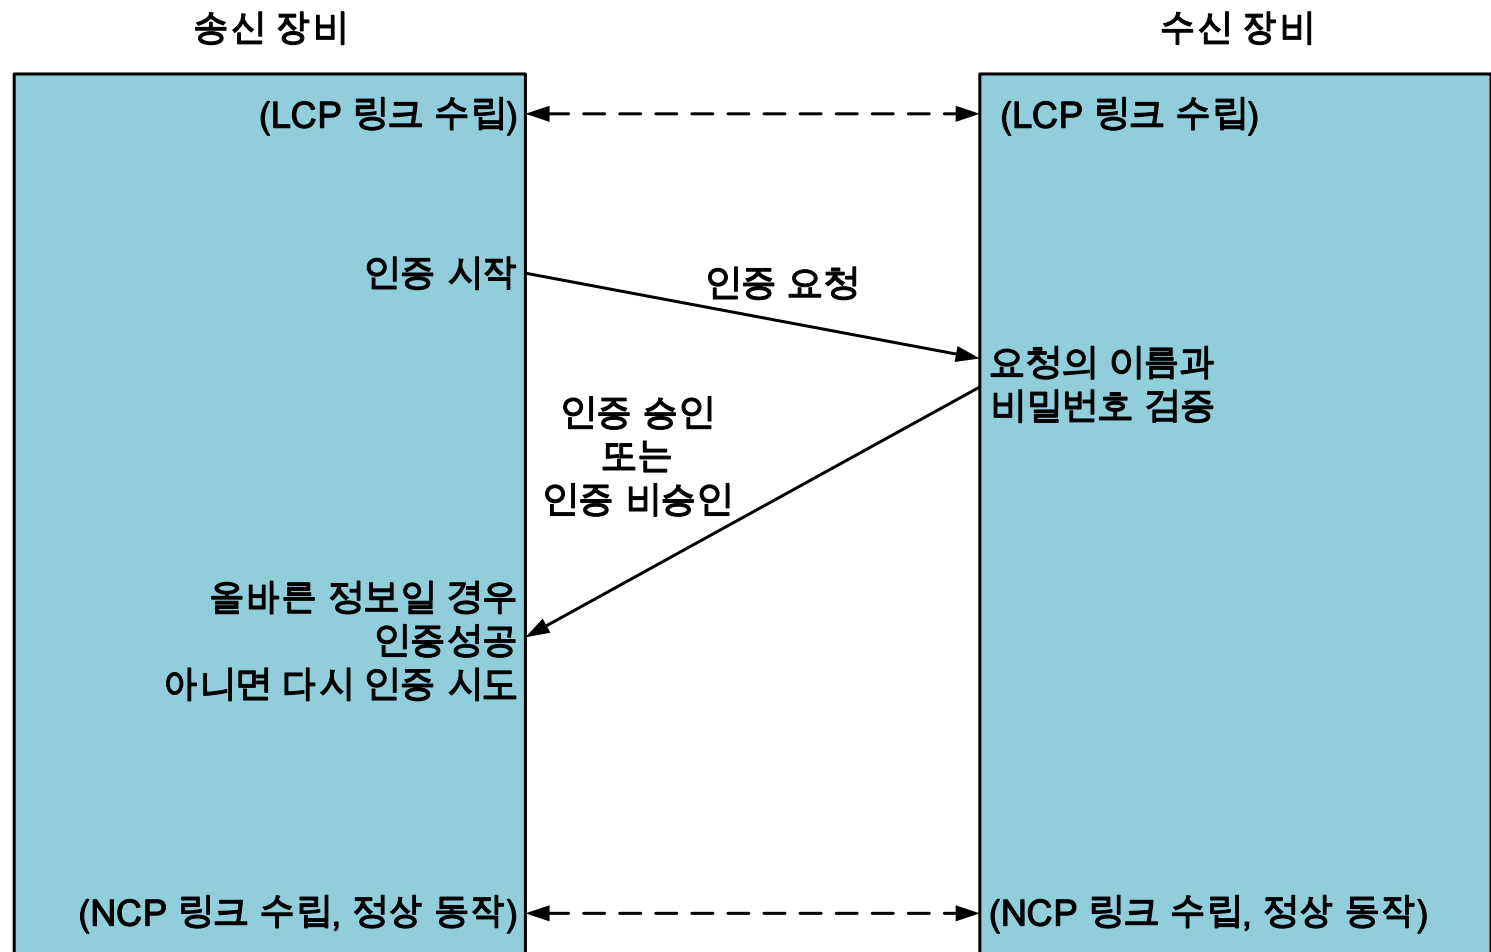 송신 장비
수신 장비
(LCP 링크 수립)
(LCP 링크 수립)
인증 시작
인증 요청
요청의 이름과
비밀번호 검증
인증 승인
또는
인증 비승인
올바른 정보일 경우
인증성공
아니면 다시 인증 시도
(NCP 링크 수립, 정상 동작)
(NCP 링크 수립, 정상 동작)